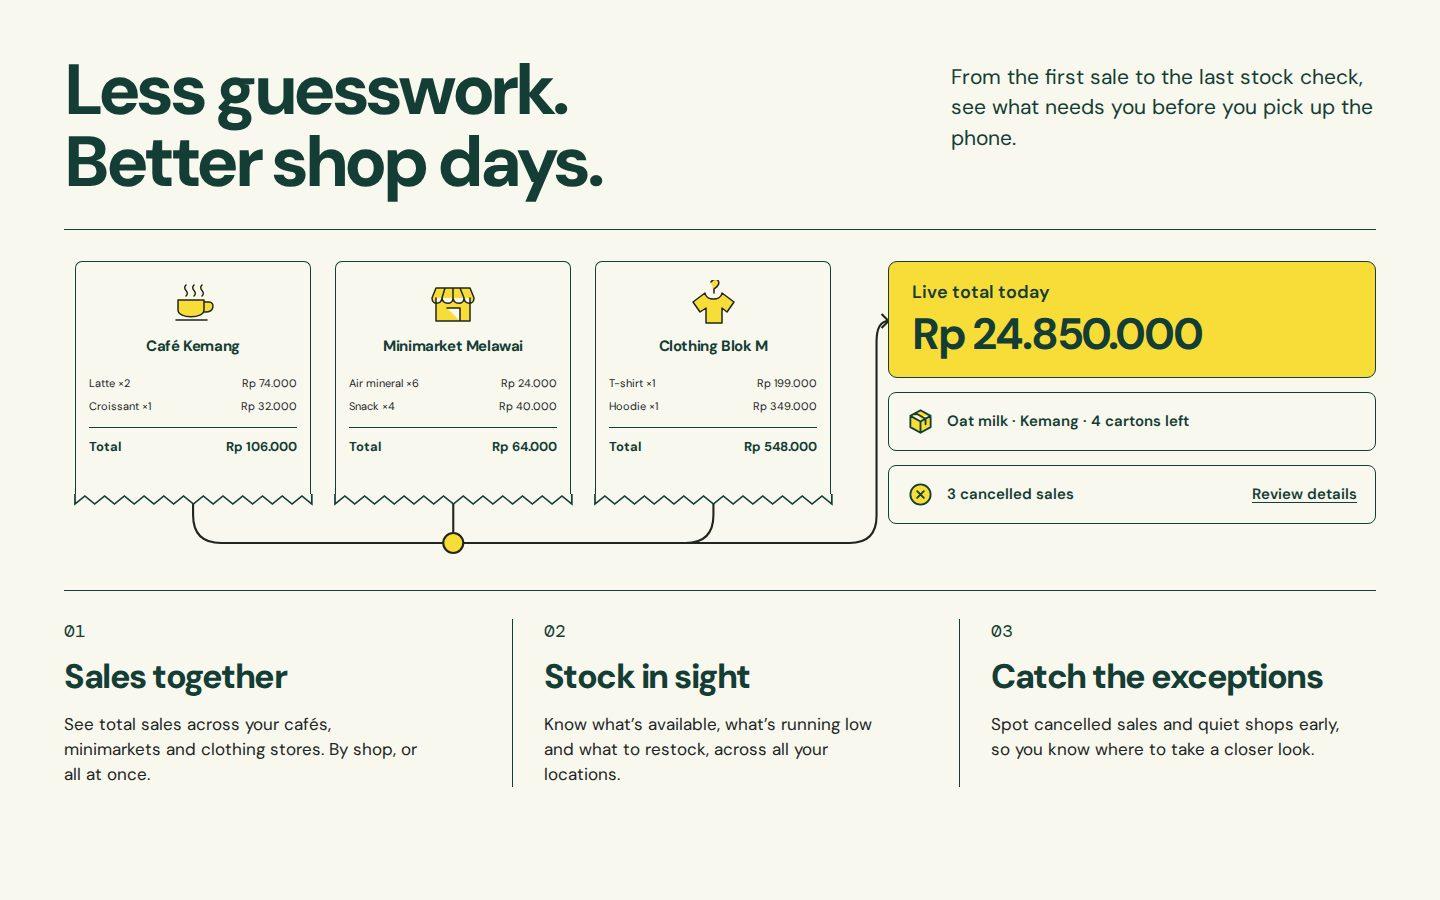 Less guesswork.
Better shop days.
From the first sale to the last stock check,
see what needs you before you pick up the
phone.
Café Kemang
Latte ×2 Rp 74.000
Croissant ×1 Rp 32.000
Total Rp 106.000
Minimarket Melawai
Air mineral ×6 Rp 24.000
Snack ×4 Rp 40.000
Total Rp 64.000
Clothing Blok M
T-shirt ×1 Rp 199.000
Hoodie ×1 Rp 349.000
Total Rp 548.000
Live total today
Rp 24.850.000
Oat milk · Kemang · 4 cartons left
3 cancelled sales Review details
01
Sales together
See total sales across your cafés,
minimarkets and clothing stores. By shop, or
all at once.
02
Stock in sight
Know what’s available, what’s running low
and what to restock, across all your
locations.
03
Catch the exceptions
Spot cancelled sales and quiet shops early,
so you know where to take a closer look.